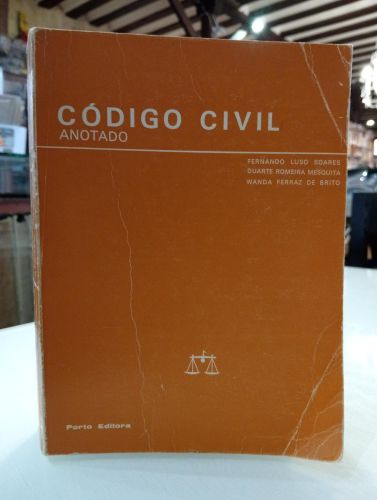 CÓDIGO CIVIL
ANOTADO
FERNANDO LUSO SOARES
DUARTE ROMEIRA MESQUITA
WANDA FERRAZ DE BRITO
Porto Editora